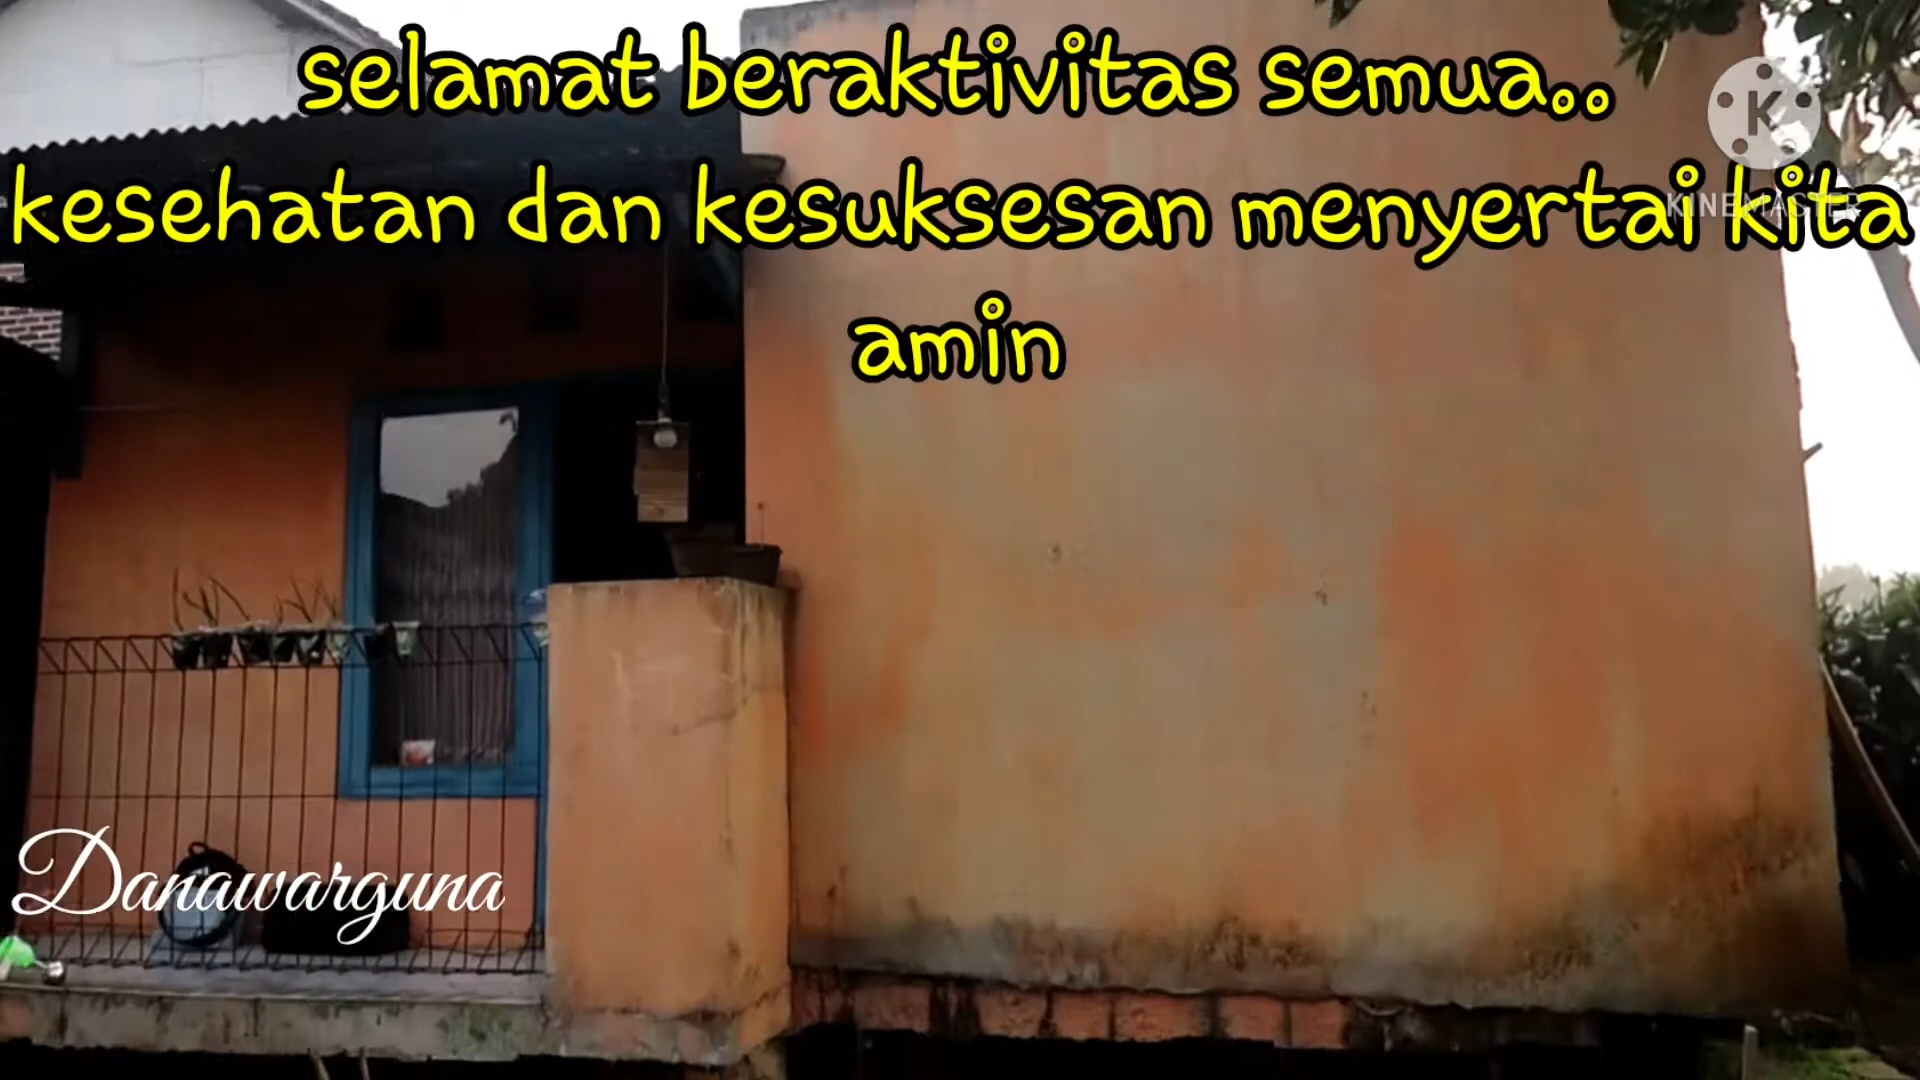 selamat beraktivitas semua..
kesehatan dan kesuksesan menyertai kita
amin
K
KINEMASTER
Danawarguna